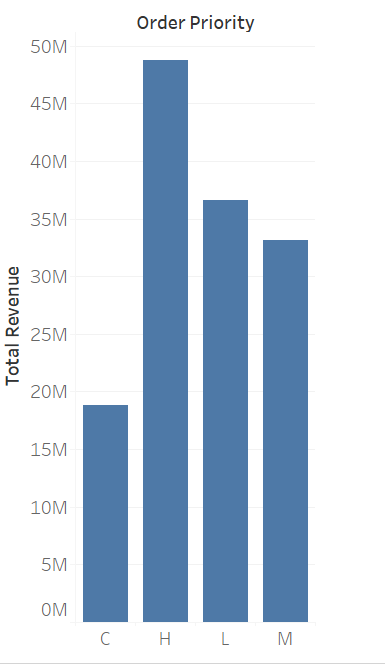 Order Priority
Total Revenue
50M
45M
40M
35M
30M
25M
20M
15M
10M
5M
0M
C H L M